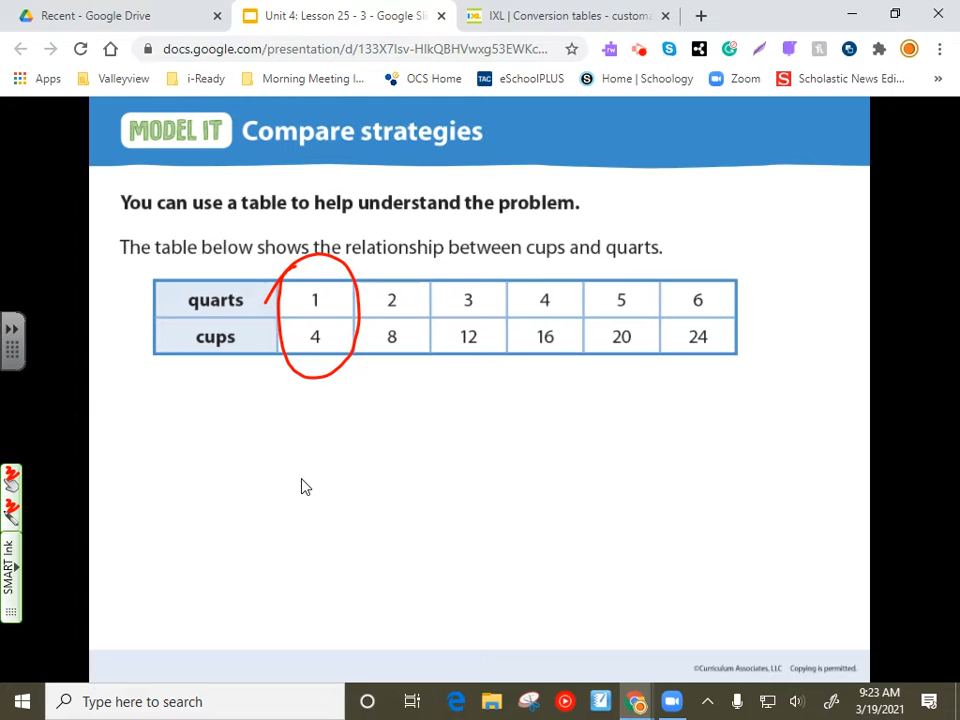 Recent - Google Drive
Unit 4: Lesson 25 - 3 - Google Sli
IXL | Conversion tables - customa
docs.google.com/presentation/d/133X7Isv-HlkQBHVwxg53EWKc...
Apps Valleyview i-Ready Morning Meeting I... OCS Home TAC eSchoolPLUS S Home | Schoology Zoom S Scholastic News Edi... »
MODEL IT Compare strategies
You can use a table to help understand the problem.
The table below shows the relationship between cups and quarts.
quarts 1 2 3 4 5 6
cups 4 8 12 16 20 24
SMART Ink
©Curriculum Associates, LLC Copying is permitted.
Type here to search
9:23 AM
3/19/2021